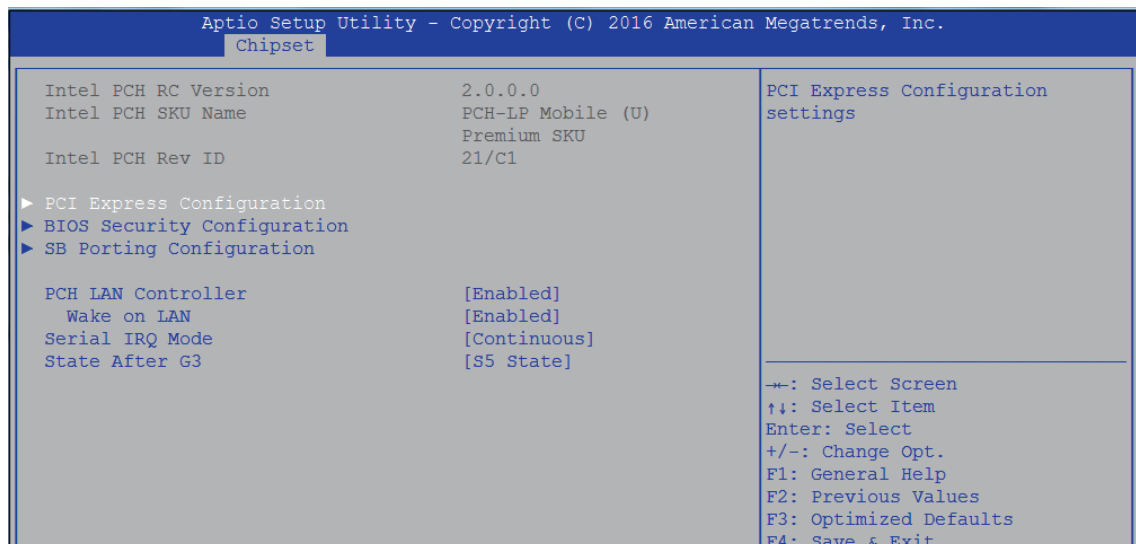 Aptio Setup Utility - Copyright (C) 2016 American Megatrends, Inc.
Chipset
Intel PCH RC Version 2.0.0.0
Intel PCH SKU Name PCH-LP Mobile (U)
Premium SKU
Intel PCH Rev ID 21/C1
► PCI Express Configuration
► BIOS Security Configuration
► SB Porting Configuration
PCH LAN Controller [Enabled]
Wake on LAN [Enabled]
Serial IRQ Mode [Continuous]
State After G3 [S5 State]
PCI Express Configuration
settings
→←: Select Screen
↑↓: Select Item
Enter: Select
+/-: Change Opt.
F1: General Help
F2: Previous Values
F3: Optimized Defaults
F4: Save & Exit